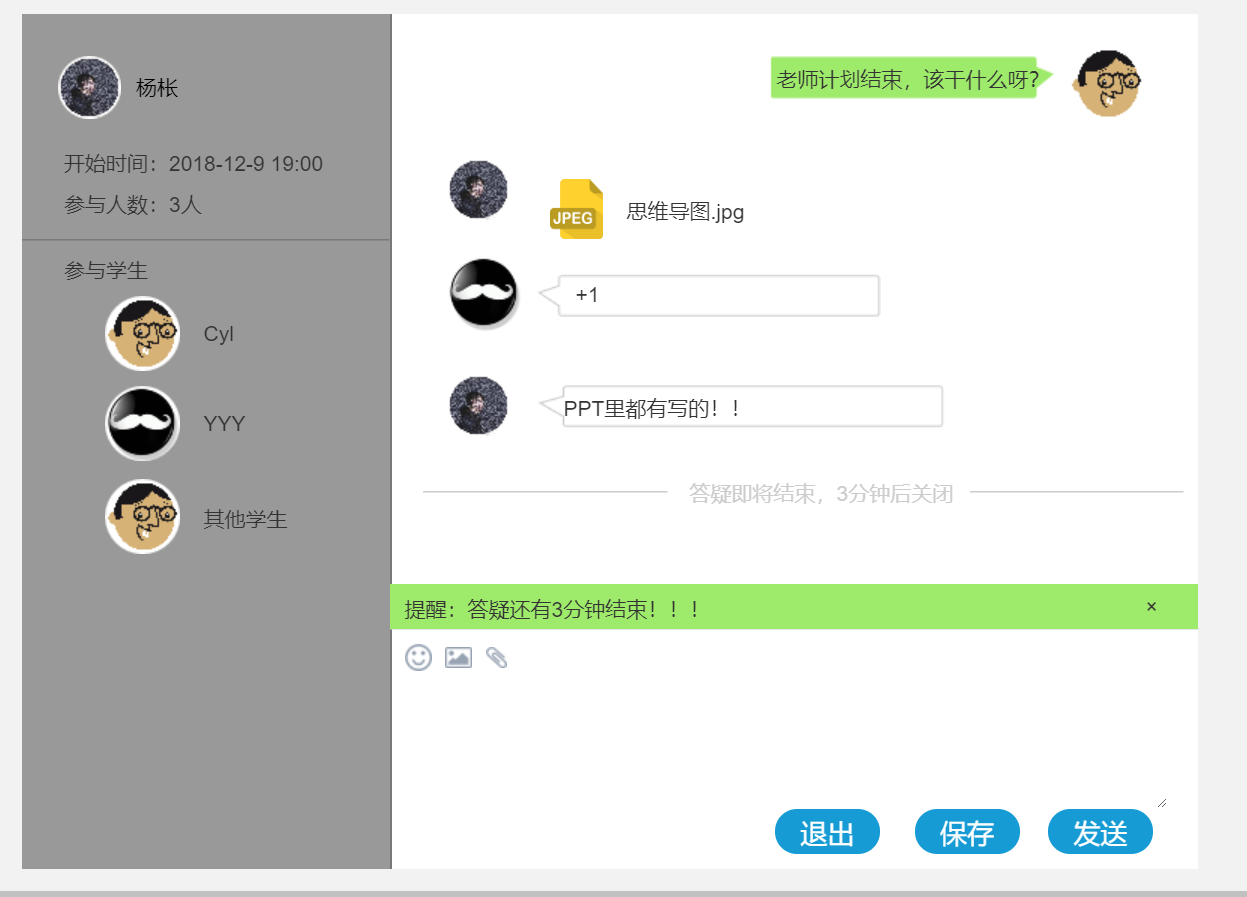 杨枨
开始时间：2018-12-9 19:00
参与人数：3人
参与学生
Cyl
YYY
其他学生
老师计划结束，该干什么呀?
JPEG
思维导图.jpg
+1
PPT里都有写的！！
答疑即将结束，3分钟后关闭
提醒：答疑还有3分钟结束！！！
×
退出
保存
发送